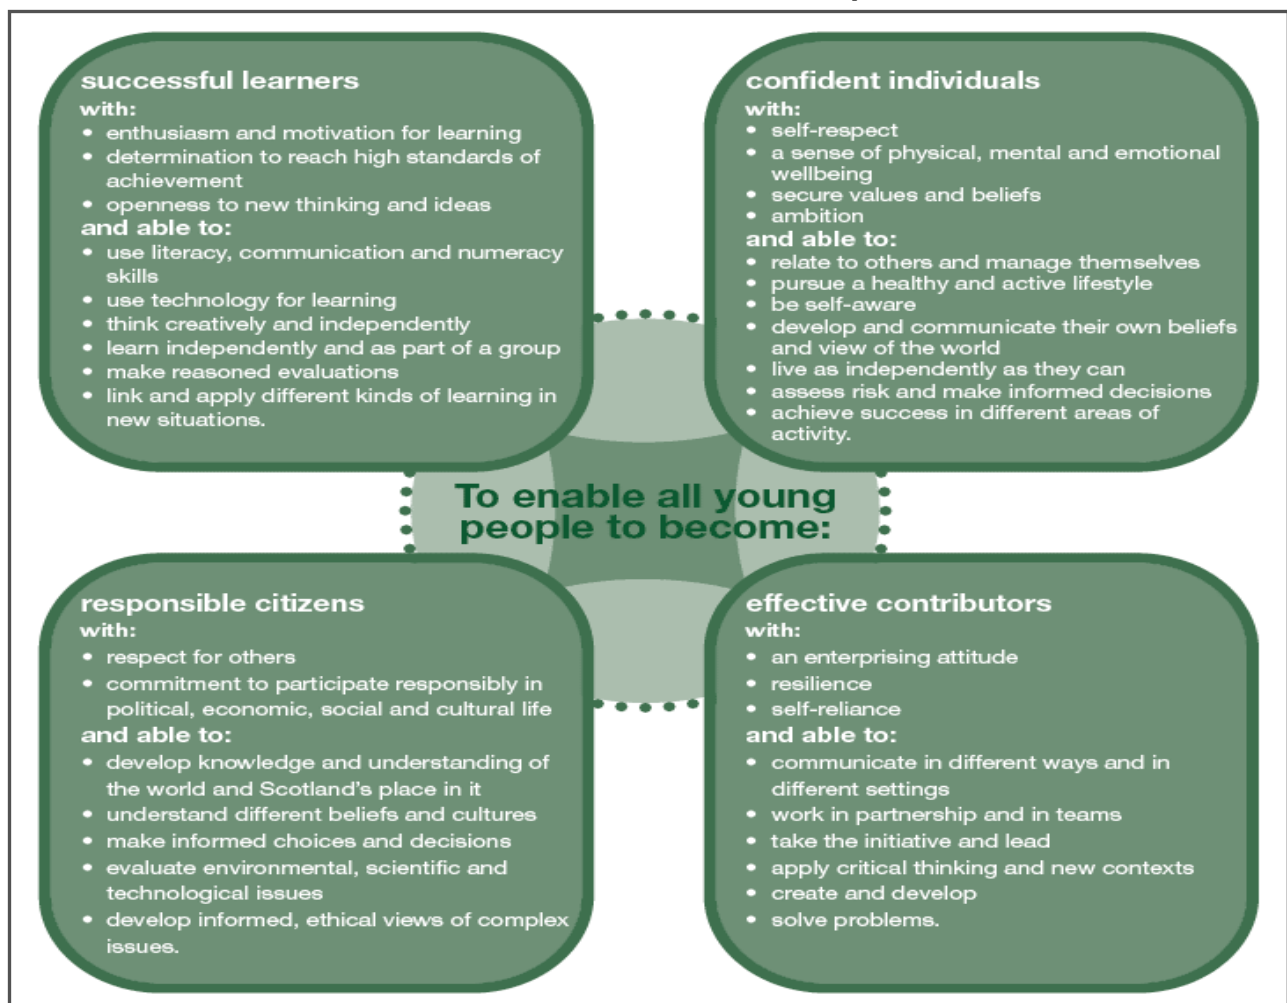 successful learners
with:
• enthusiasm and motivation for learning
• determination to reach high standards of
achievement
• openness to new thinking and ideas
and able to:
• use literacy, communication and numeracy
skills
• use technology for learning
• think creatively and independently
• learn independently and as part of a group
• make reasoned evaluations
• link and apply different kinds of learning in
new situations.
confident individuals
with:
• self-respect
• a sense of physical, mental and emotional
wellbeing
• secure values and beliefs
• ambition
and able to:
• relate to others and manage themselves
• pursue a healthy and active lifestyle
• be self-aware
• develop and communicate their own beliefs
and view of the world
• live as independently as they can
• assess risk and make informed decisions
• achieve success in different areas of
activity.
To enable all young
people to become:
responsible citizens
with:
• respect for others
• commitment to participate responsibly in
political, economic, social and cultural life
and able to:
• develop knowledge and understanding of
the world and Scotland's place in it
• understand different beliefs and cultures
• make informed choices and decisions
• evaluate environmental, scientific and
technological issues
• develop informed, ethical views of complex
issues.
effective contributors
with:
• an enterprising attitude
• resilience
• self-reliance
and able to:
• communicate in different ways and in
different settings
• work in partnership and in teams
• take the initiative and lead
• apply critical thinking and new contexts
• create and develop
• solve problems.